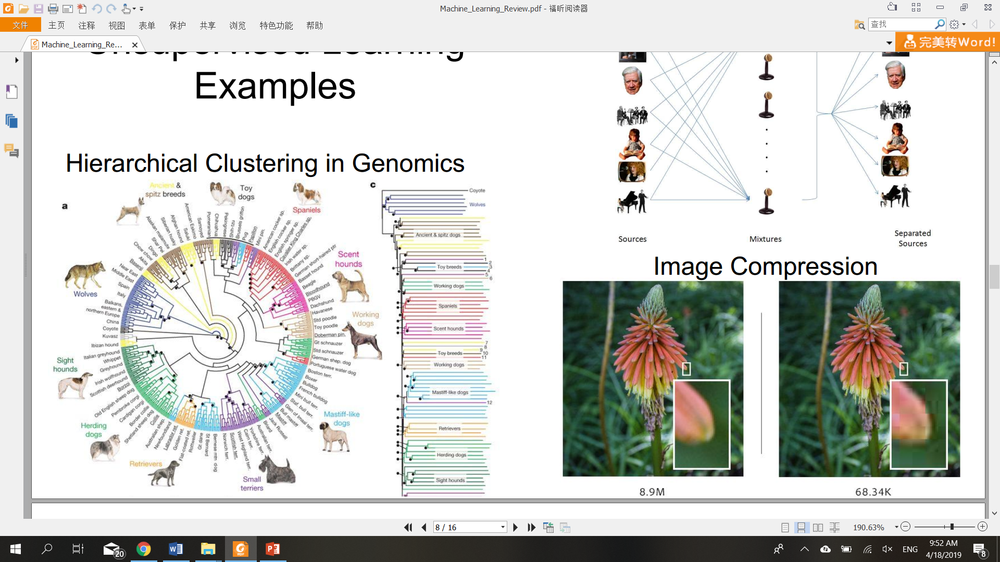 Machine_Learning_Review.pdf - 福昕阅读器
文件 主页 注释 视图 表单 保护 共享 浏览 特色功能 帮助
查找
Machine_Learning_Re...
完美转Word!
Unsupervised Learning
Examples
Hierarchical Clustering in Genomics
a
Ancient &
spitz breeds
Toy
dogs
Spaniels
Scent
hounds
Working
dogs
Mastiff-like
dogs
Small
terriers
Retrievers
Herding
dogs
Sight
hounds
Wolves
Basenji
Akita
Chow chow
Dingo
Shar Pei
Alaskan malamute
Siberian husky
Afghan hound
Saluki
American Eskimo
Samoyed
Pomeranian
Chihuahua
Pekingnese
Shih-tzu
Brussels griffon
Pug
Papillon
Mini pin.
American cocker sp.
English cocker sp.
English springer sp.
Cavalier King Charles sp.
Irish water sp.
Brittany sp.
German short-haired ptr
Basset hound
Beagle
Bloodhound
PBGV
Dachshund
Havanese
Std poodle
Toy poodle
Doberman pin.
Gt schnauzer
Std schnauzer
German shep. dog
Portuguese water dog
Boston terr.
Boxer
Bulldog
French bulldog
Mini bull terr.
Staf. bull terr.
Glen of Imaal terr.
Bull mastiff
Mastiff
Jack Russell
Briard
Australian terr.
Yorkshire terr.
Cairn terr.
West Highland terr.
Scottish terr.
Norwich terr.
Bernese mtn dog
St Bernard
Gt dane
Rottweiler
Flat-coated ret.
Golden ret.
Labrador ret.
Newfoundland
Australian shep.
Collie
Shetland sheep dog
Border collie
Cardigan corgi
Pembroke corgi
Old English sheep dog
Borzoi
Scottish deerhound
Irish wolfhound
Greyhound
Whippet
Italian greyhound
Ibizan hound
Kuvasz
Coyote
China
Balkans,
eastern &
northern Europe
Italy
Spain
Middle East
Near East
c
Coyote
Wolves
Ancient & spitz dogs
1
2
Toy breeds
3
4
5
6
Working dogs
Spaniels
Scent hounds
7
8
9
Toy breeds
10
11
Working dogs
Mastiff-like dogs
12
Retrievers
Herding dogs
Sight hounds
Sources
Mixtures
Separated
Sources
Image Compression
8.9M
68.34K
8 / 16
190.63%
20
ENG
9:52 AM
4/18/2019
8